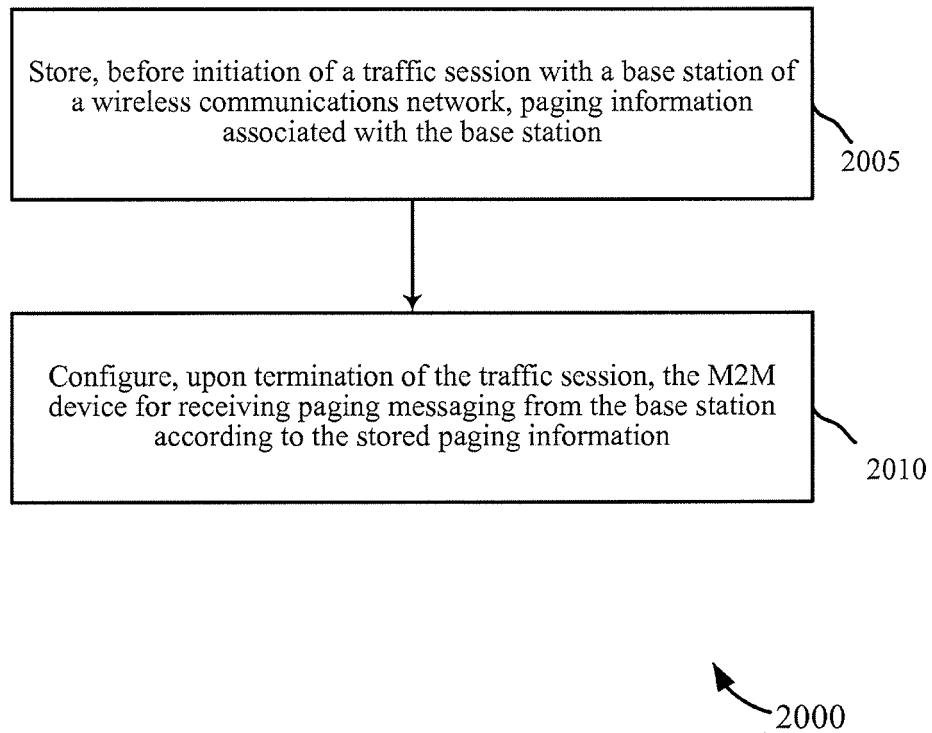 Store, before initiation of a traffic session with a base station of
a wireless communications network, paging information
associated with the base station
2005
Configure, upon termination of the traffic session, the M2M
device for receiving paging messaging from the base station
according to the stored paging information
2010
2000